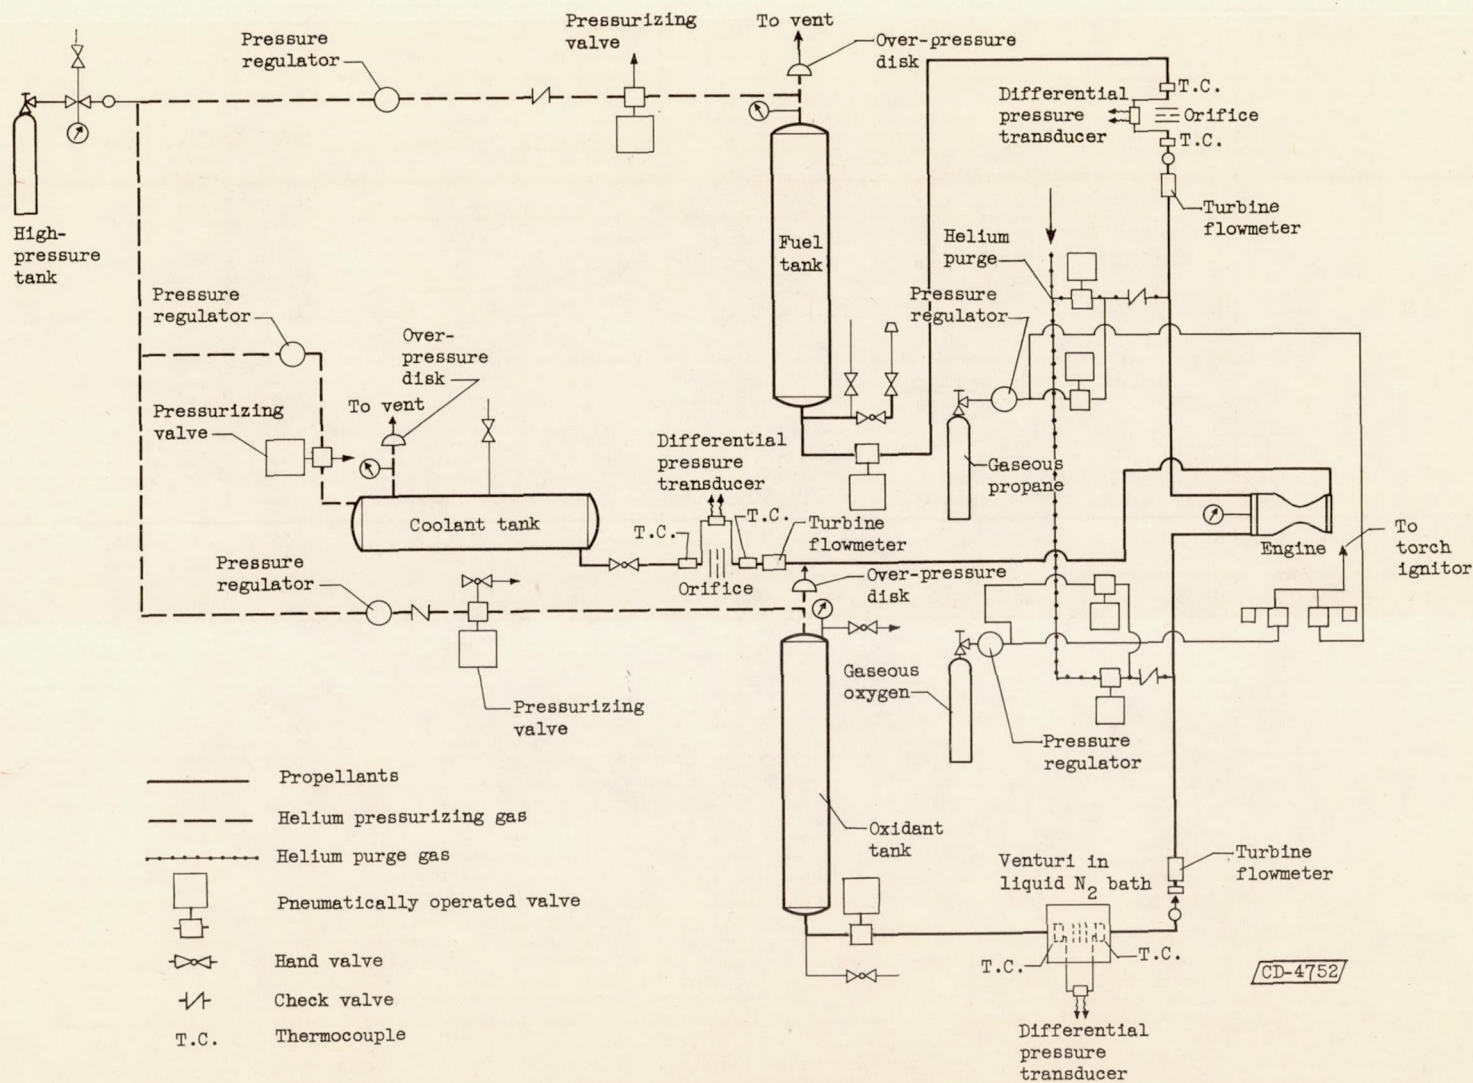 Pressurizing
valve
To vent
Pressure
regulator
Over-pressure
disk
T.C.
Differential
pressure
transducer
Orifice
T.C.
Turbine
flowmeter
High-
pressure
tank
Fuel
tank
Helium
purge
Pressure
regulator
Pressure
regulator
Over-
pressure
disk
To vent
Pressurizing
valve
Differential
pressure
transducer
Gaseous
propane
Coolant tank
T.C.
T.C.
Turbine
flowmeter
Orifice
Engine
To
torch
ignitor
Pressure
regulator
Over-pressure
disk
Gaseous
oxygen
Pressurizing
valve
Pressure
regulator
Propellants
Helium pressurizing gas
Helium purge gas
Pneumatically operated valve
Hand valve
Check valve
T.C. Thermocouple
Oxidant
tank
Venturi in
liquid N2 bath
Turbine
flowmeter
T.C.
T.C.
CD-4752
Differential
pressure
transducer